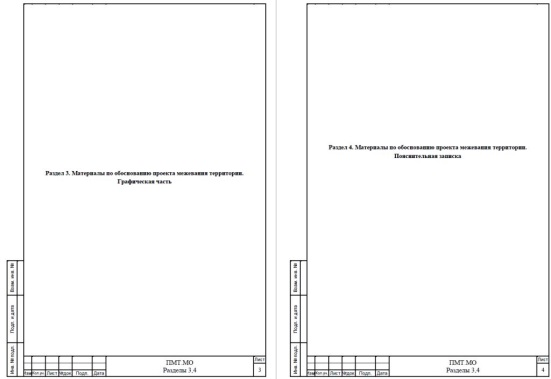 Раздел 3. Материалы по обоснованию проекта межевания территории.
Графическая часть
Взам. инв. №
Подп. и дата
Инв. № подл.
Изм Кол.уч. Лист №док. Подп. Дата
ПМТ.МО
Разделы 3,4
Лист
3
Раздел 4. Материалы по обоснованию проекта межевания территории.
Пояснительная записка
Взам. инв. №
Подп. и дата
Инв. № подл.
Изм Кол.уч. Лист №док. Подп. Дата
ПМТ.МО
Разделы 3,4
Лист
4